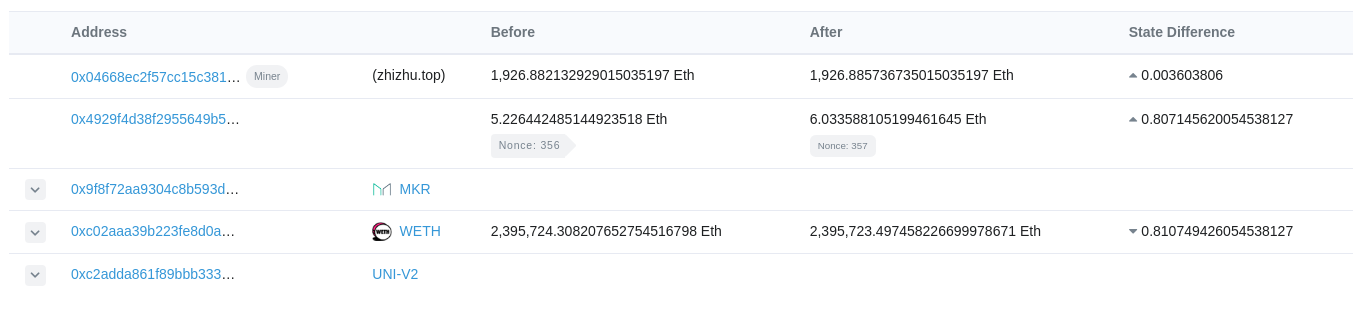 Address Before After State Difference
0x04668ec2f57cc15c381... Miner (zhizhu.top) 1,926.882132929015035197 Eth 1,926.885736735015035197 Eth 0.003603806
0x4929f4d38f2955649b5... 5.226442485144923518 Eth 6.033588105199461645 Eth 0.807145620054538127
Nonce: 356 Nonce: 357
0x9f8f72aa9304c8b593d... MKR
0xc02aaa39b223fe8d0a... WETH WETH 2,395,724.308207652754516798 Eth 2,395,723.497458226699978671 Eth 0.810749426054538127
0xc2adda861f89bbb333... UNI-V2